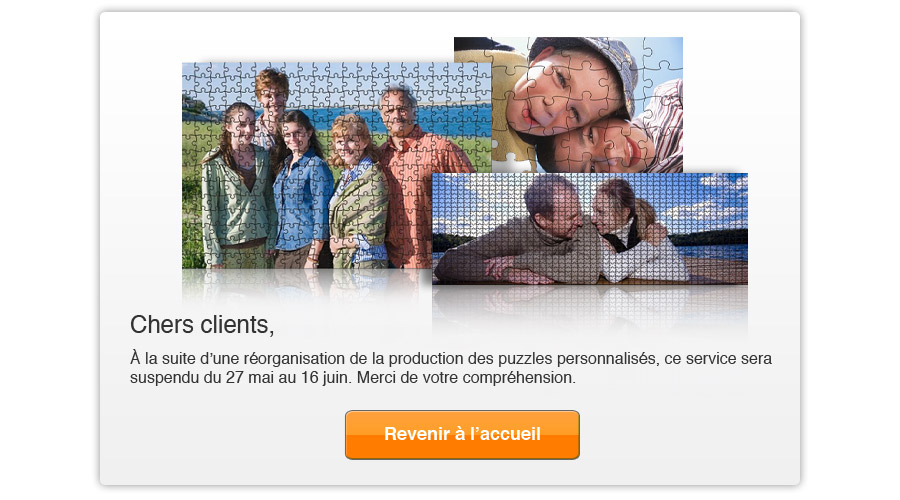 Chers clients,
À la suite d’une réorganisation de la production des puzzles personnalisés, ce service sera
suspendu du 27 mai au 16 juin. Merci de votre compréhension.
Revenir à l’accueil